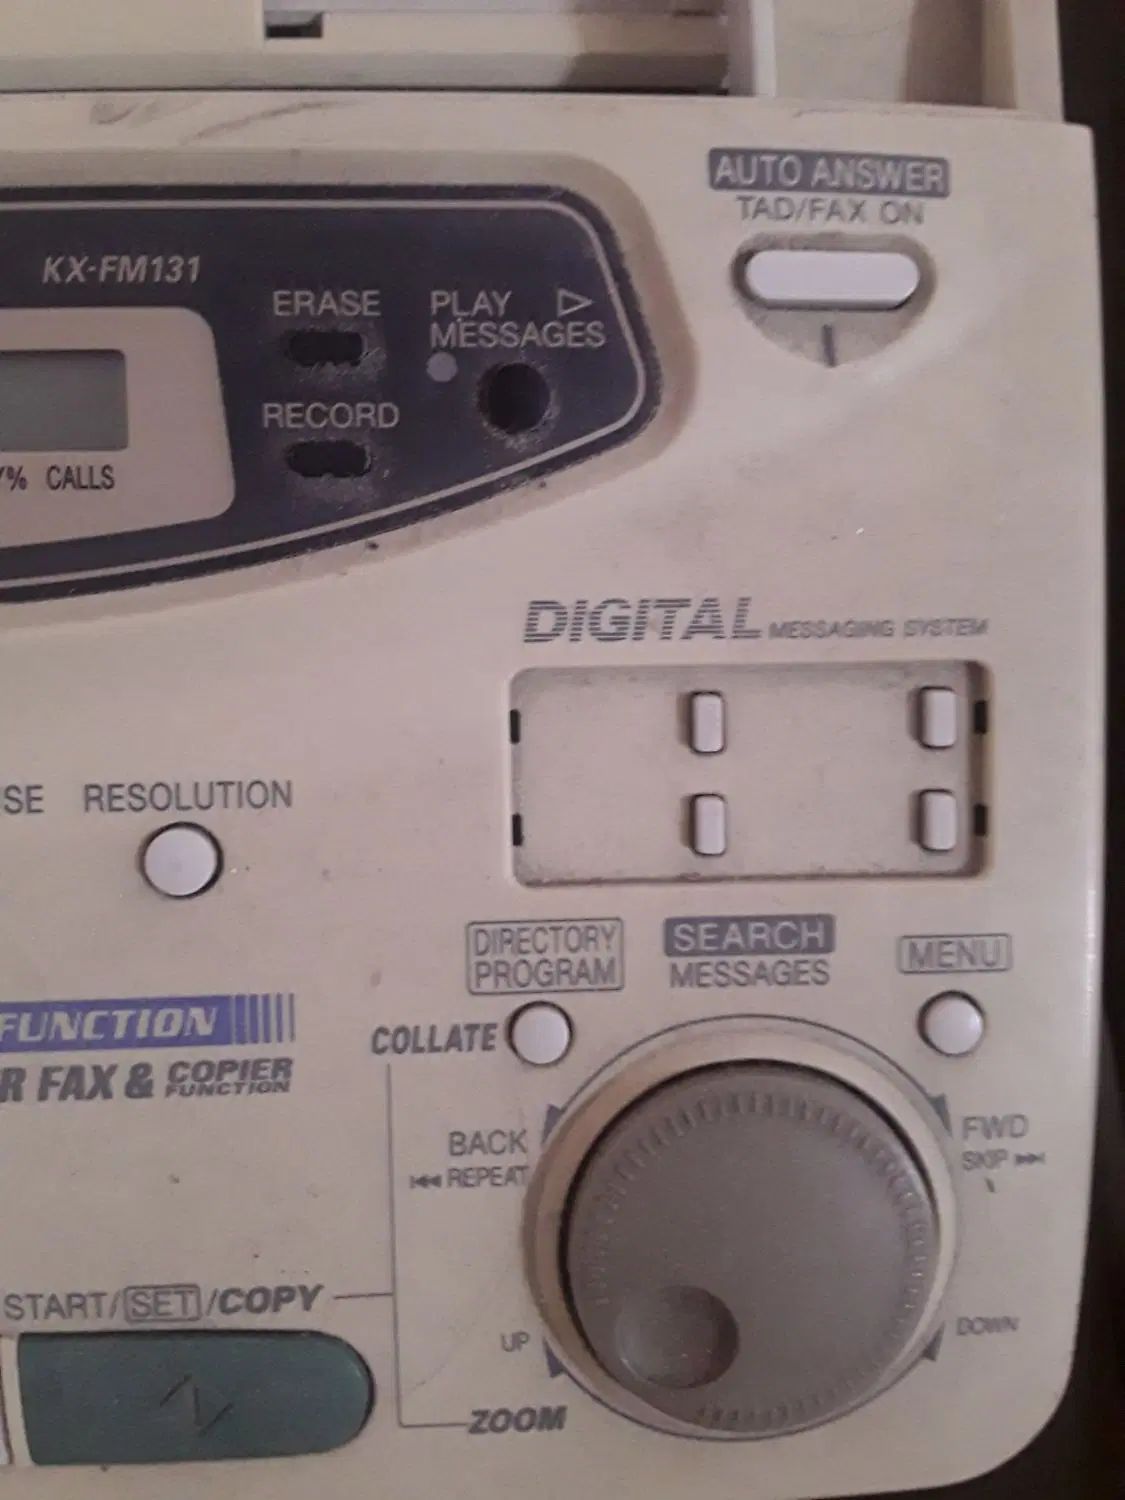 AUTO ANSWER
TAD/FAX ON
KX-FM131
ERASE
PLAY
MESSAGES
RECORD
% CALLS
DIGITAL MESSAGING SYSTEM
SE RESOLUTION
DIRECTORY
PROGRAM
SEARCH
MESSAGES
MENU
FUNCTION
COLLATE
R FAX & COPIER
FUNCTION
BACK
REPEAT
FWD
SKIP
START/SET/COPY
UP
DOWN
ZOOM